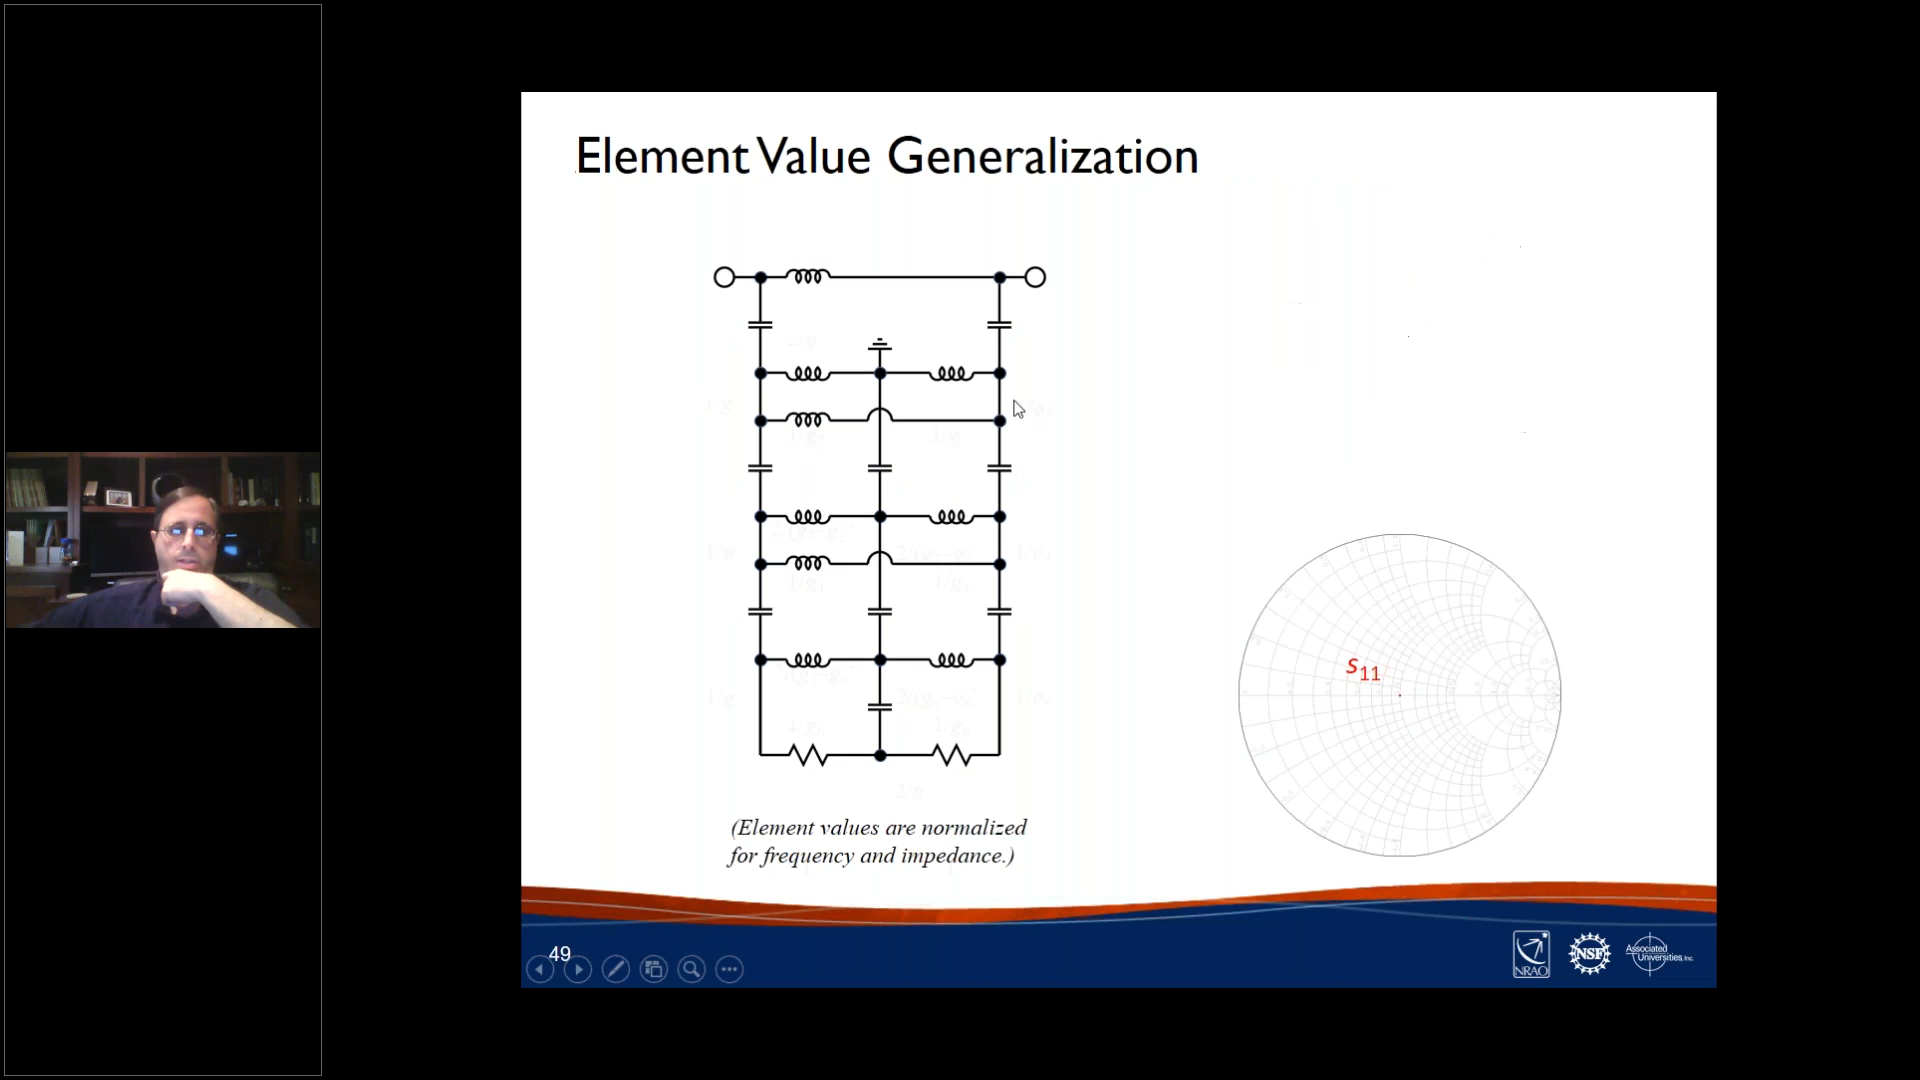 Element Value Generalization
S11
(Element values are normalized
for frequency and impedance.)
49
NRAO
NSF
Associated
Universities, Inc.